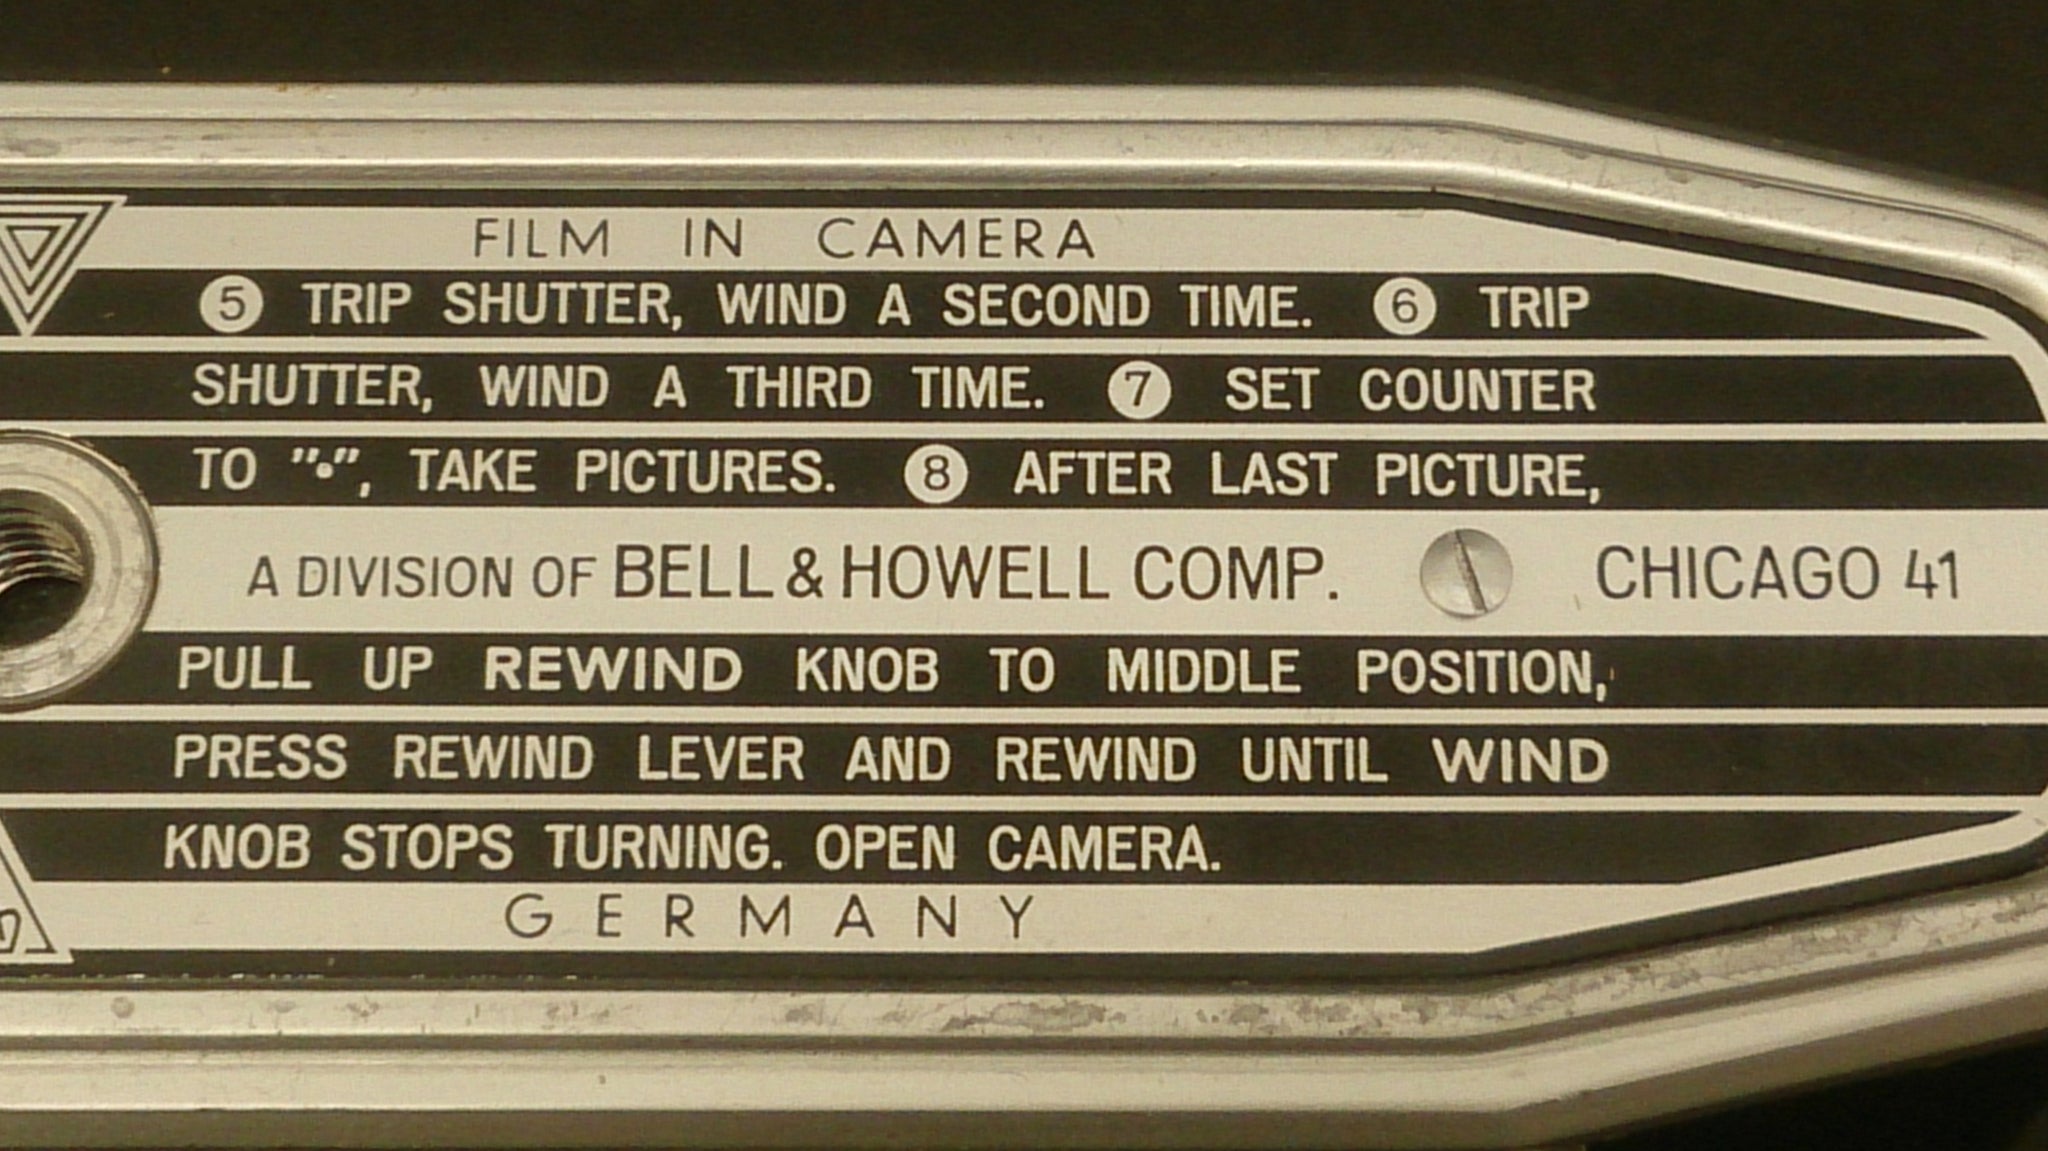 FILM IN CAMERA
5 TRIP SHUTTER, WIND A SECOND TIME. 6 TRIP
SHUTTER, WIND A THIRD TIME. 7 SET COUNTER
TO "•", TAKE PICTURES. 8 AFTER LAST PICTURE,
A DIVISION OF BELL & HOWELL COMP. CHICAGO 41
PULL UP REWIND KNOB TO MIDDLE POSITION,
PRESS REWIND LEVER AND REWIND UNTIL WIND
KNOB STOPS TURNING. OPEN CAMERA.
GERMANY